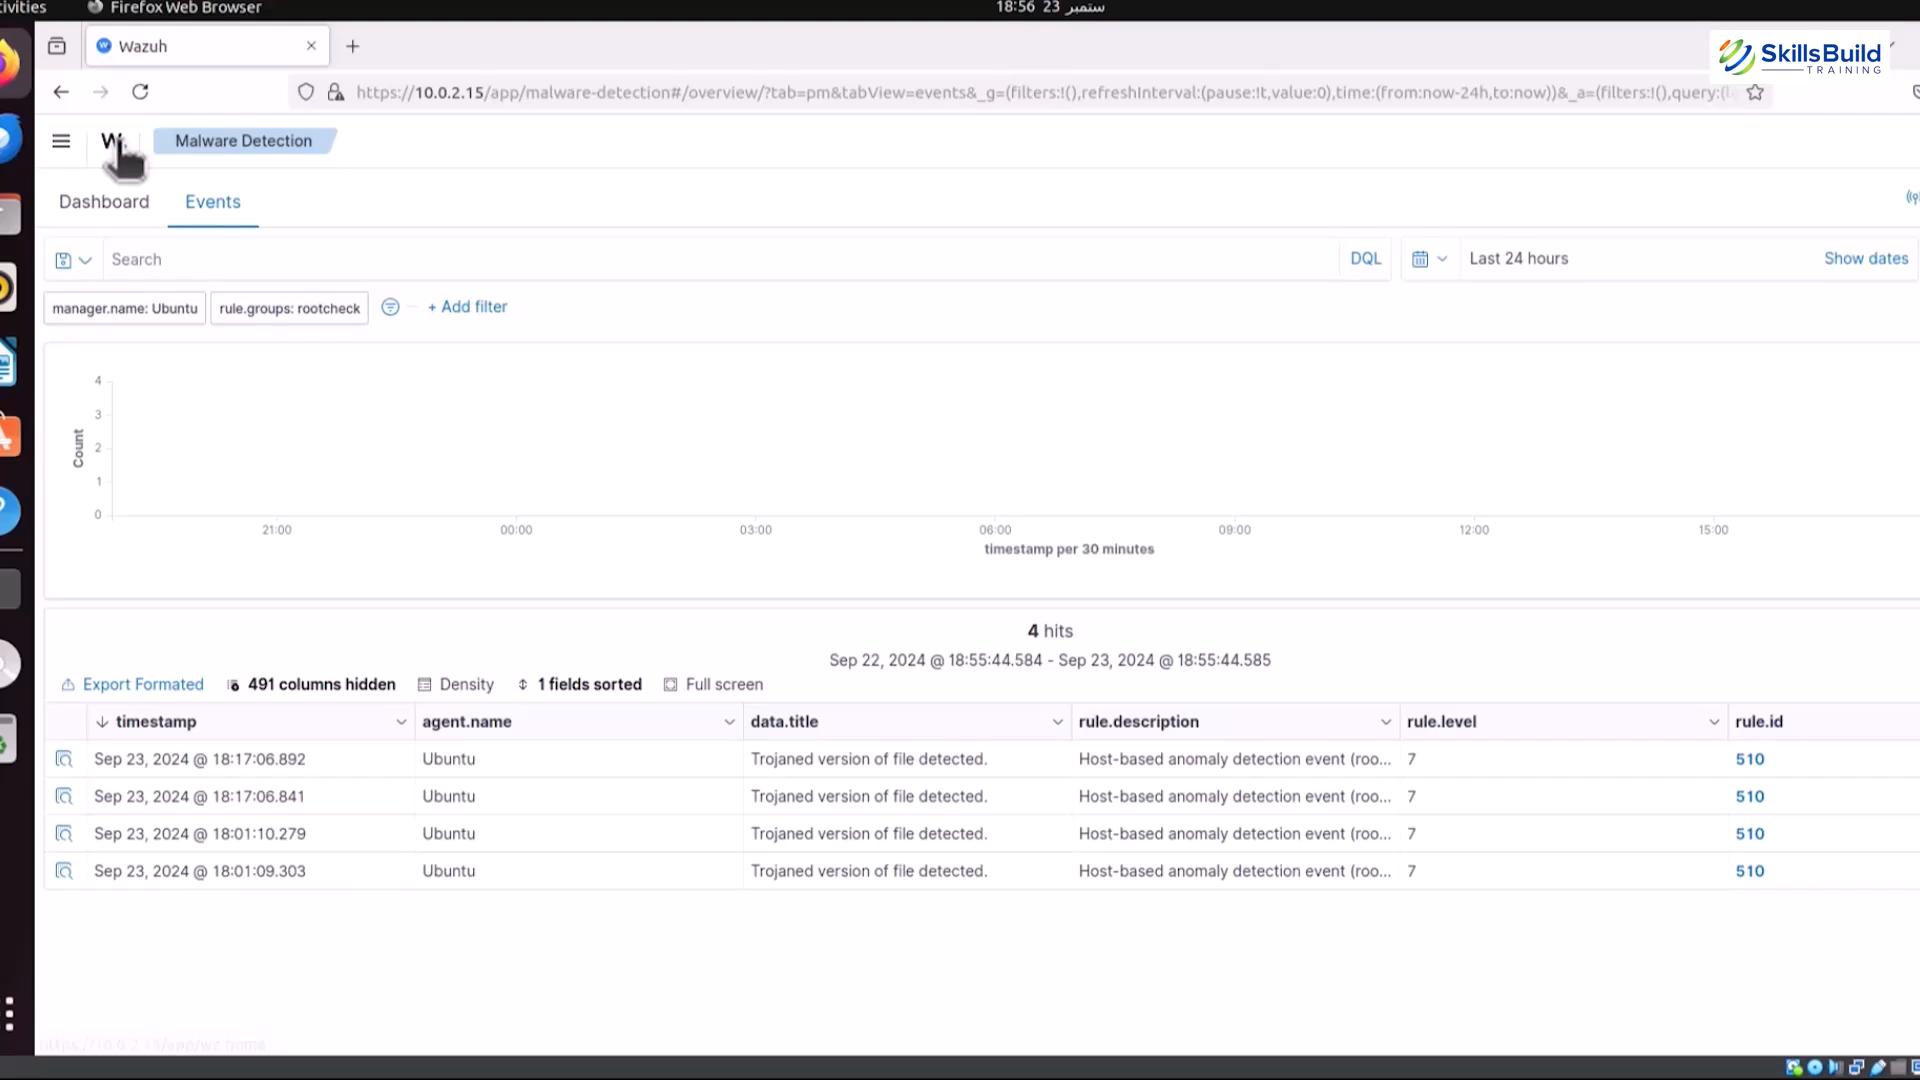 ivities
Firefox Web Browser
18:56 23 ستمبر
Wazuh
SkillsBuild
TRAINING
https://10.0.2.15/app/malware-detection#/overview/?tab=pm&tabView=events&_g=(filters:!(),refreshInterval:(pause:!t,value:0),time:(from:now-24h,to:now))&_a=(filters:!(),query:(l
W.
Malware Detection
Dashboard
Events
Search
DQL
Last 24 hours
Show dates
manager.name: Ubuntu
rule.groups: rootcheck
+ Add filter
4
3
2
1
0
Count
21:00
00:00
03:00
06:00
09:00
12:00
15:00
timestamp per 30 minutes
4 hits
Sep 22, 2024 @ 18:55:44.584 - Sep 23, 2024 @ 18:55:44.585
Export Formated
491 columns hidden
Density
1 fields sorted
Full screen
timestamp agent.name data.title rule.description rule.level rule.id
Sep 23, 2024 @ 18:17:06.892 Ubuntu Trojaned version of file detected. Host-based anomaly detection event (roo... 7 510
Sep 23, 2024 @ 18:17:06.841 Ubuntu Trojaned version of file detected. Host-based anomaly detection event (roo... 7 510
Sep 23, 2024 @ 18:01:10.279 Ubuntu Trojaned version of file detected. Host-based anomaly detection event (roo... 7 510
Sep 23, 2024 @ 18:01:09.303 Ubuntu Trojaned version of file detected. Host-based anomaly detection event (roo... 7 510